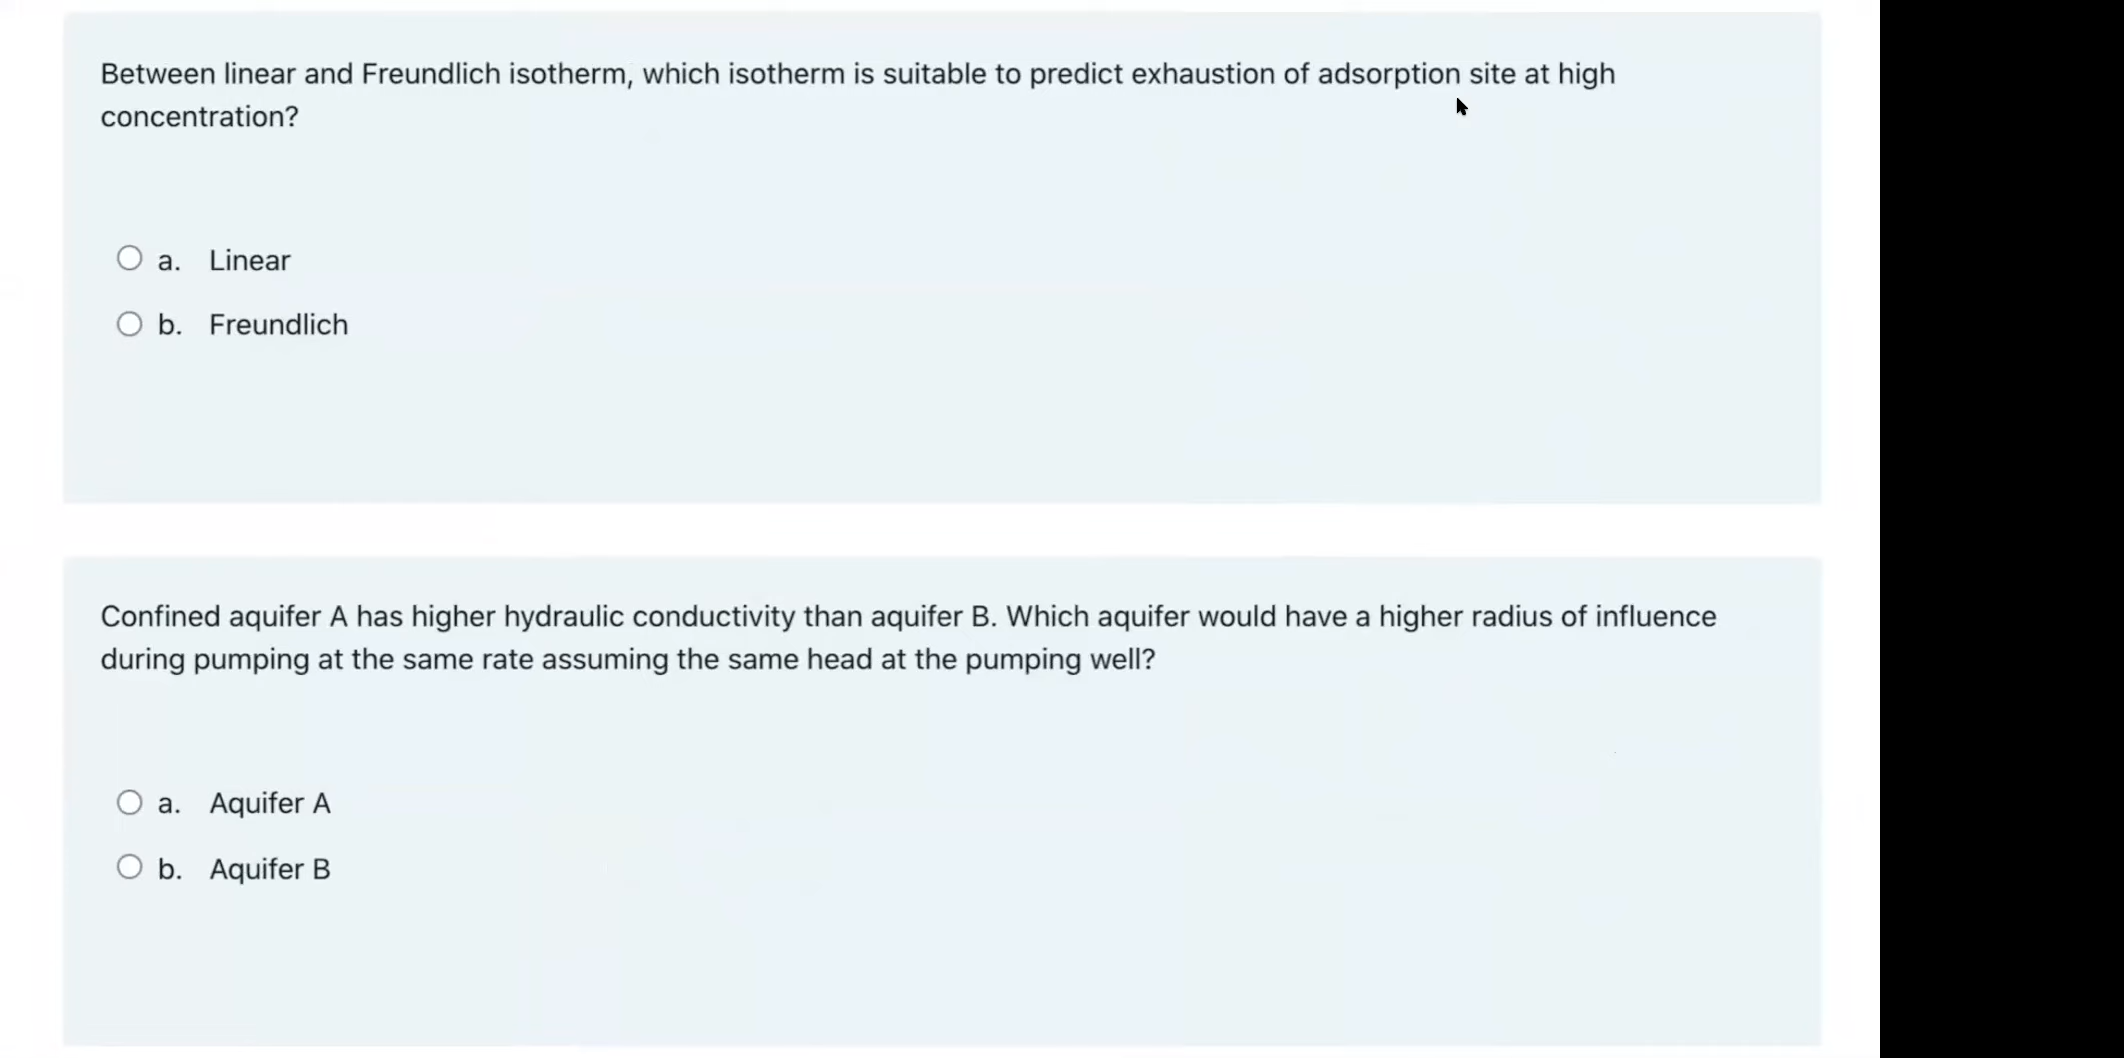 Between linear and Freundlich isotherm, which isotherm is suitable to predict exhaustion of adsorption site at high
concentration?
a. Linear
b. Freundlich
Confined aquifer A has higher hydraulic conductivity than aquifer B. Which aquifer would have a higher radius of influence
during pumping at the same rate assuming the same head at the pumping well?
a. Aquifer A
b. Aquifer B